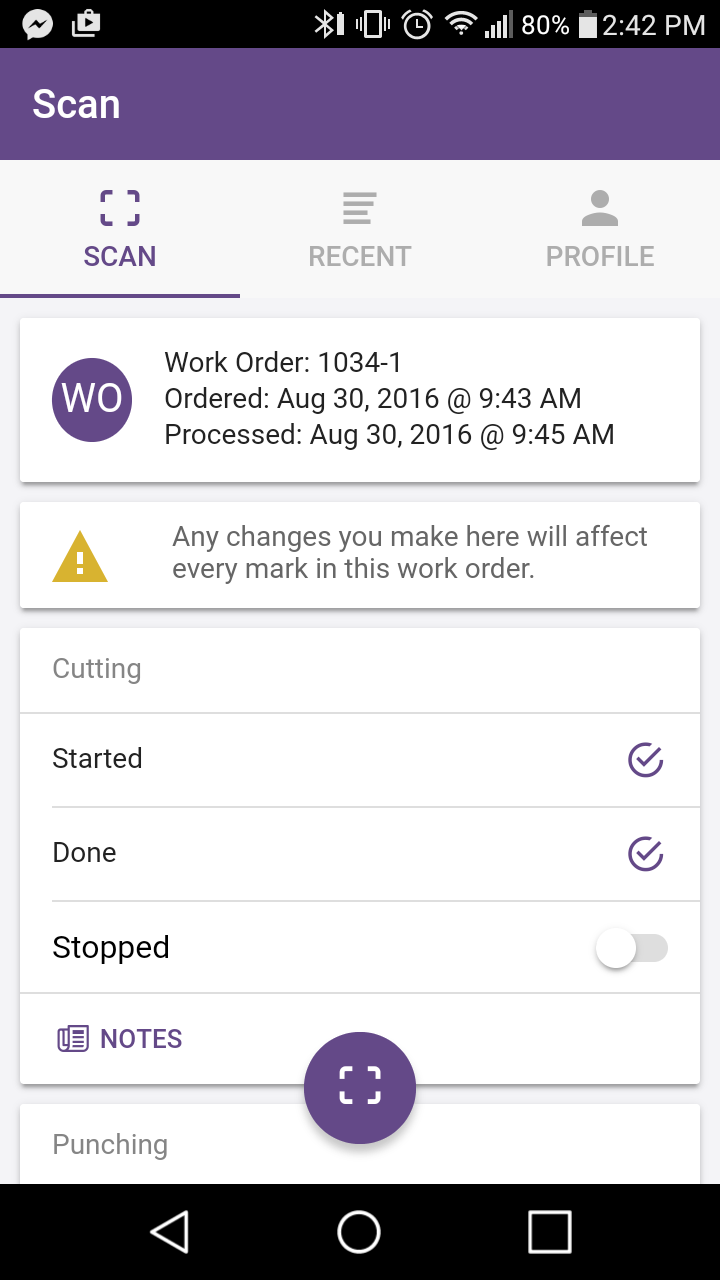 80% 2:42 PM
Scan
SCAN RECENT PROFILE
WO
Work Order: 1034-1
Ordered: Aug 30, 2016 @ 9:43 AM
Processed: Aug 30, 2016 @ 9:45 AM
Any changes you make here will affect
every mark in this work order.
Cutting
Started
Done
Stopped
NOTES
Punching